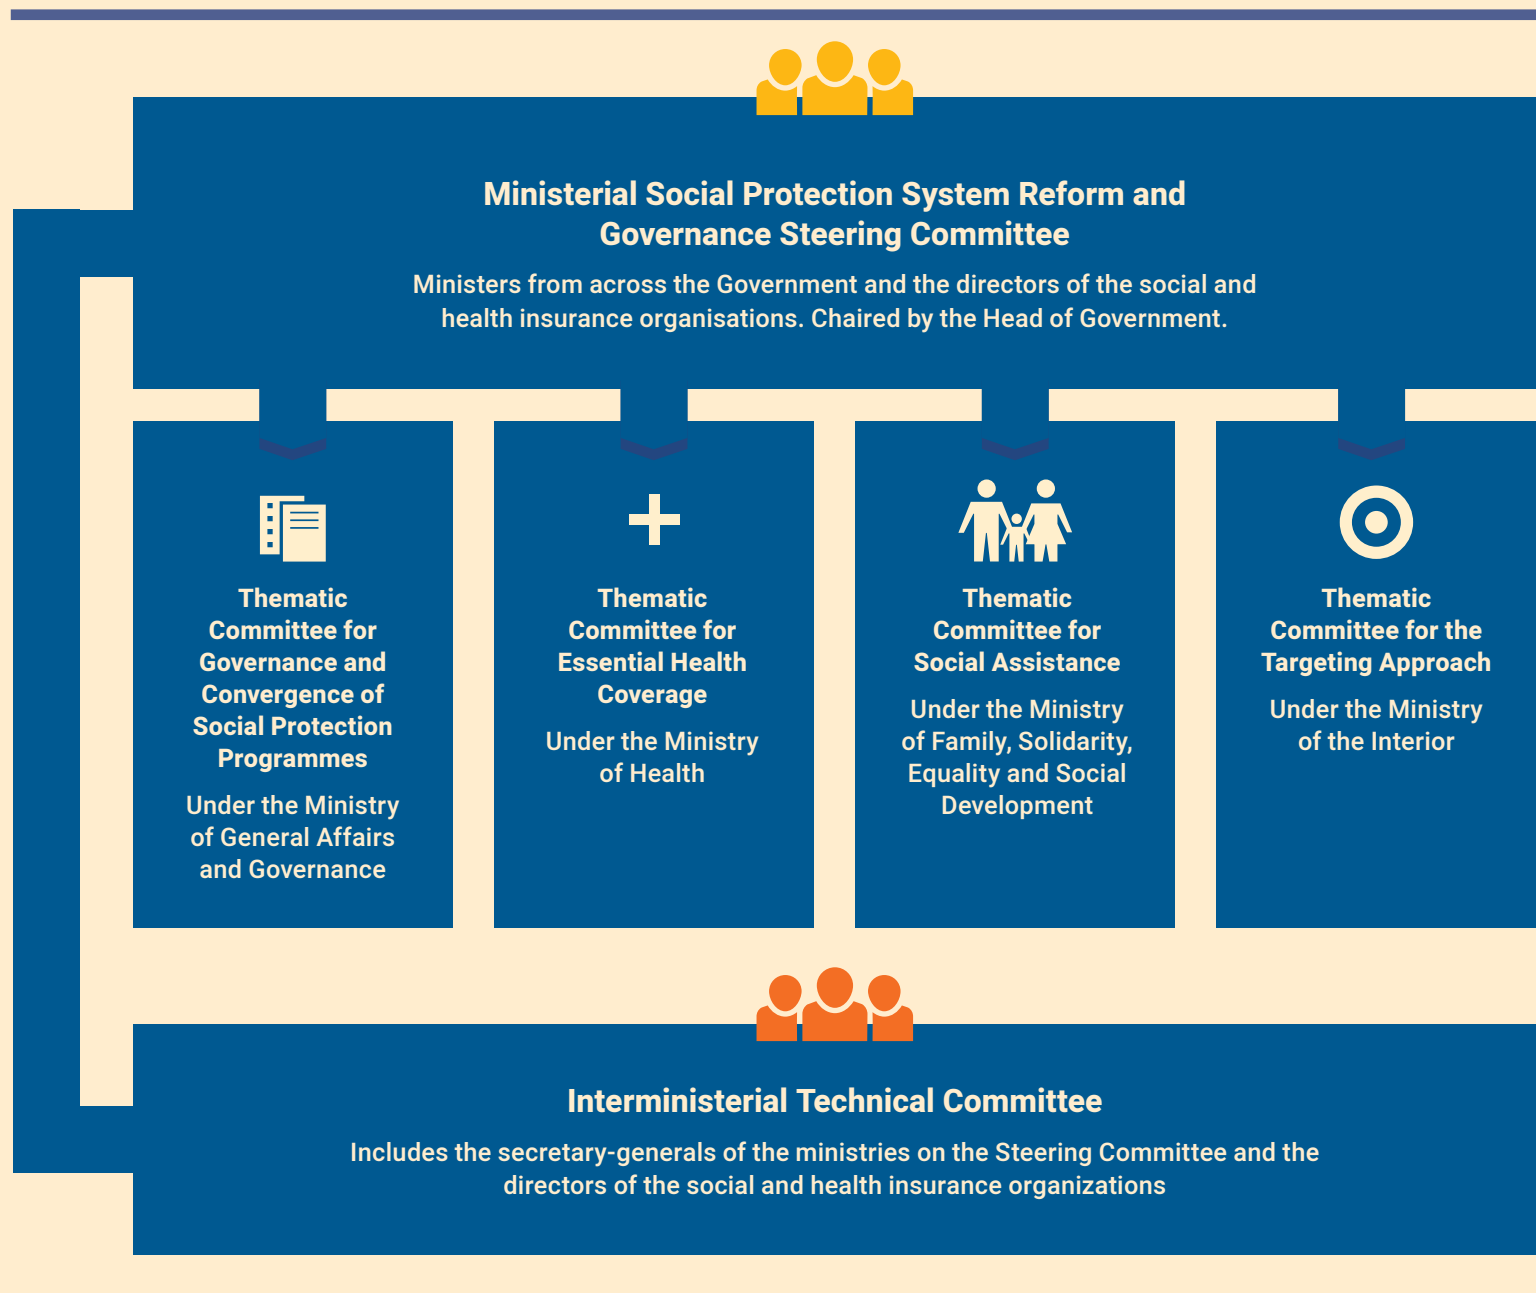 Ministerial Social Protection System Reform and
Governance Steering Committee
Ministers from across the Government and the directors of the social and
health insurance organisations. Chaired by the Head of Government.
Thematic
Committee for
Governance and
Convergence of
Social Protection
Programmes
Under the Ministry
of General Affairs
and Governance
Thematic
Committee for
Essential Health
Coverage
Under the Ministry
of Health
Thematic
Committee for
Social Assistance
Under the Ministry
of Family, Solidarity,
Equality and Social
Development
Thematic
Committee for the
Targeting Approach
Under the Ministry
of the Interior
Interministerial Technical Committee
Includes the secretary-generals of the ministries on the Steering Committee and the
directors of the social and health insurance organizations